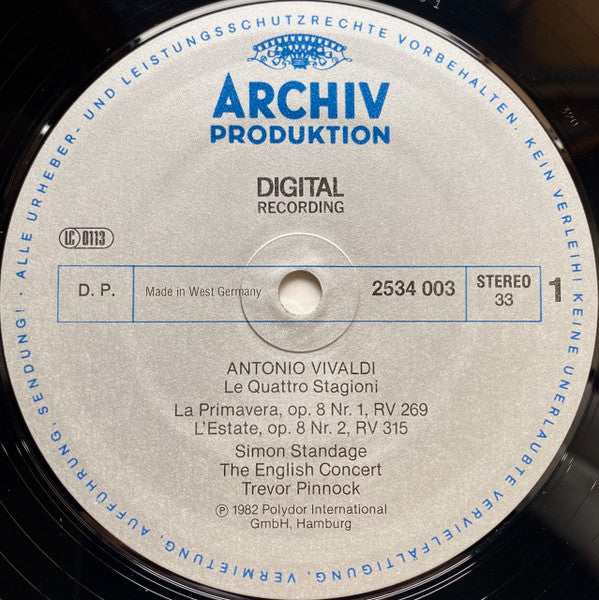 ALLE URHEBER- UND LEISTUNGSSCHUTZRECHTE VORBEHALTEN. KEIN VERLEIH! KEINE UNERLAUBTE VERVIELFÄLTIGUNG, VERMIETUNG, AUFFÜHRUNG, SENDUNG! ·
ARCHIV
PRODUKTION
DIGITAL
RECORDING
LC 0113
D. P.
Made in West Germany
2534 003
STEREO
33
1
ANTONIO VIVALDI
Le Quattro Stagioni
La Primavera, op. 8 Nr. 1, RV 269
L'Estate, op. 8 Nr. 2, RV 315
Simon Standage
The English Concert
Trevor Pinnock
Ⓟ 1982 Polydor International
GmbH, Hamburg
320